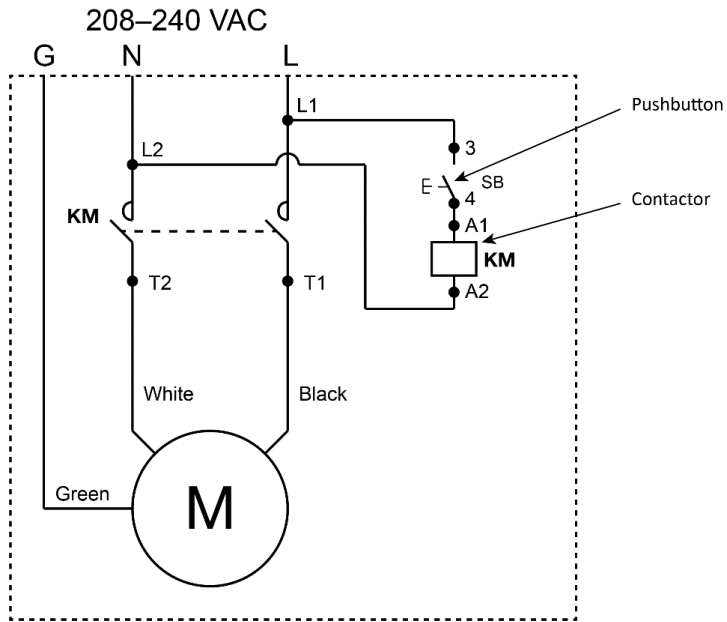 208–240 VAC
G N L
L1
Pushbutton
3
L2
E SB
4
Contactor
KM
A1
KM
A2
T2 T1
White Black
Green
M